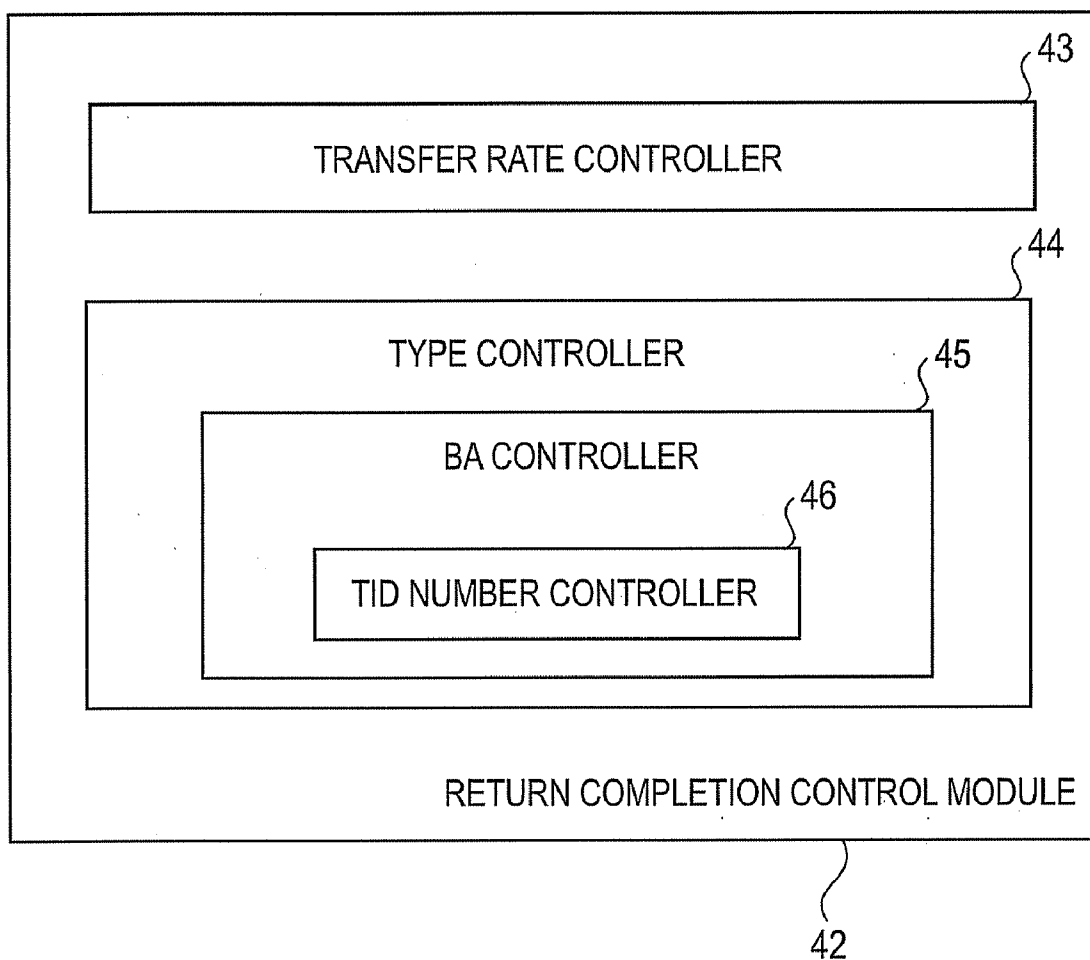 43
TRANSFER RATE CONTROLLER
44
TYPE CONTROLLER
45
BA CONTROLLER
46
TID NUMBER CONTROLLER
RETURN COMPLETION CONTROL MODULE
42